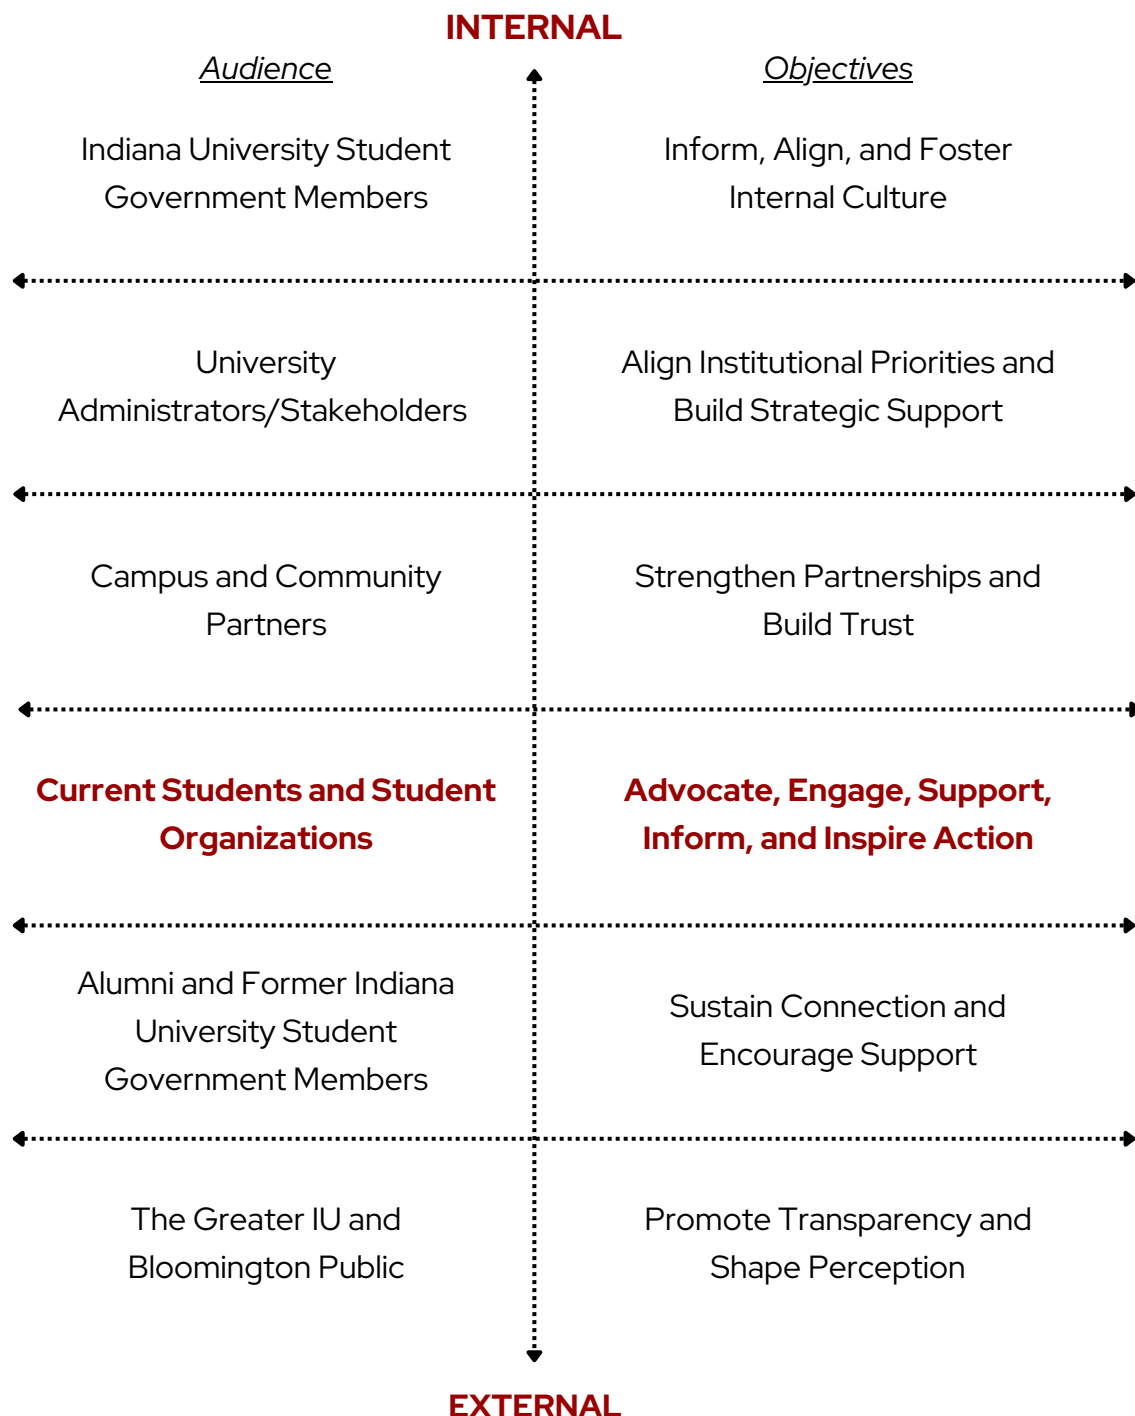 INTERNAL
Audience
Objectives
Indiana University Student
Government Members
Inform, Align, and Foster
Internal Culture
University
Administrators/Stakeholders
Align Institutional Priorities and
Build Strategic Support
Campus and Community
Partners
Strengthen Partnerships and
Build Trust
Current Students and Student
Organizations
Advocate, Engage, Support,
Inform, and Inspire Action
Alumni and Former Indiana
University Student
Government Members
Sustain Connection and
Encourage Support
The Greater IU and
Bloomington Public
Promote Transparency and
Shape Perception
EXTERNAL